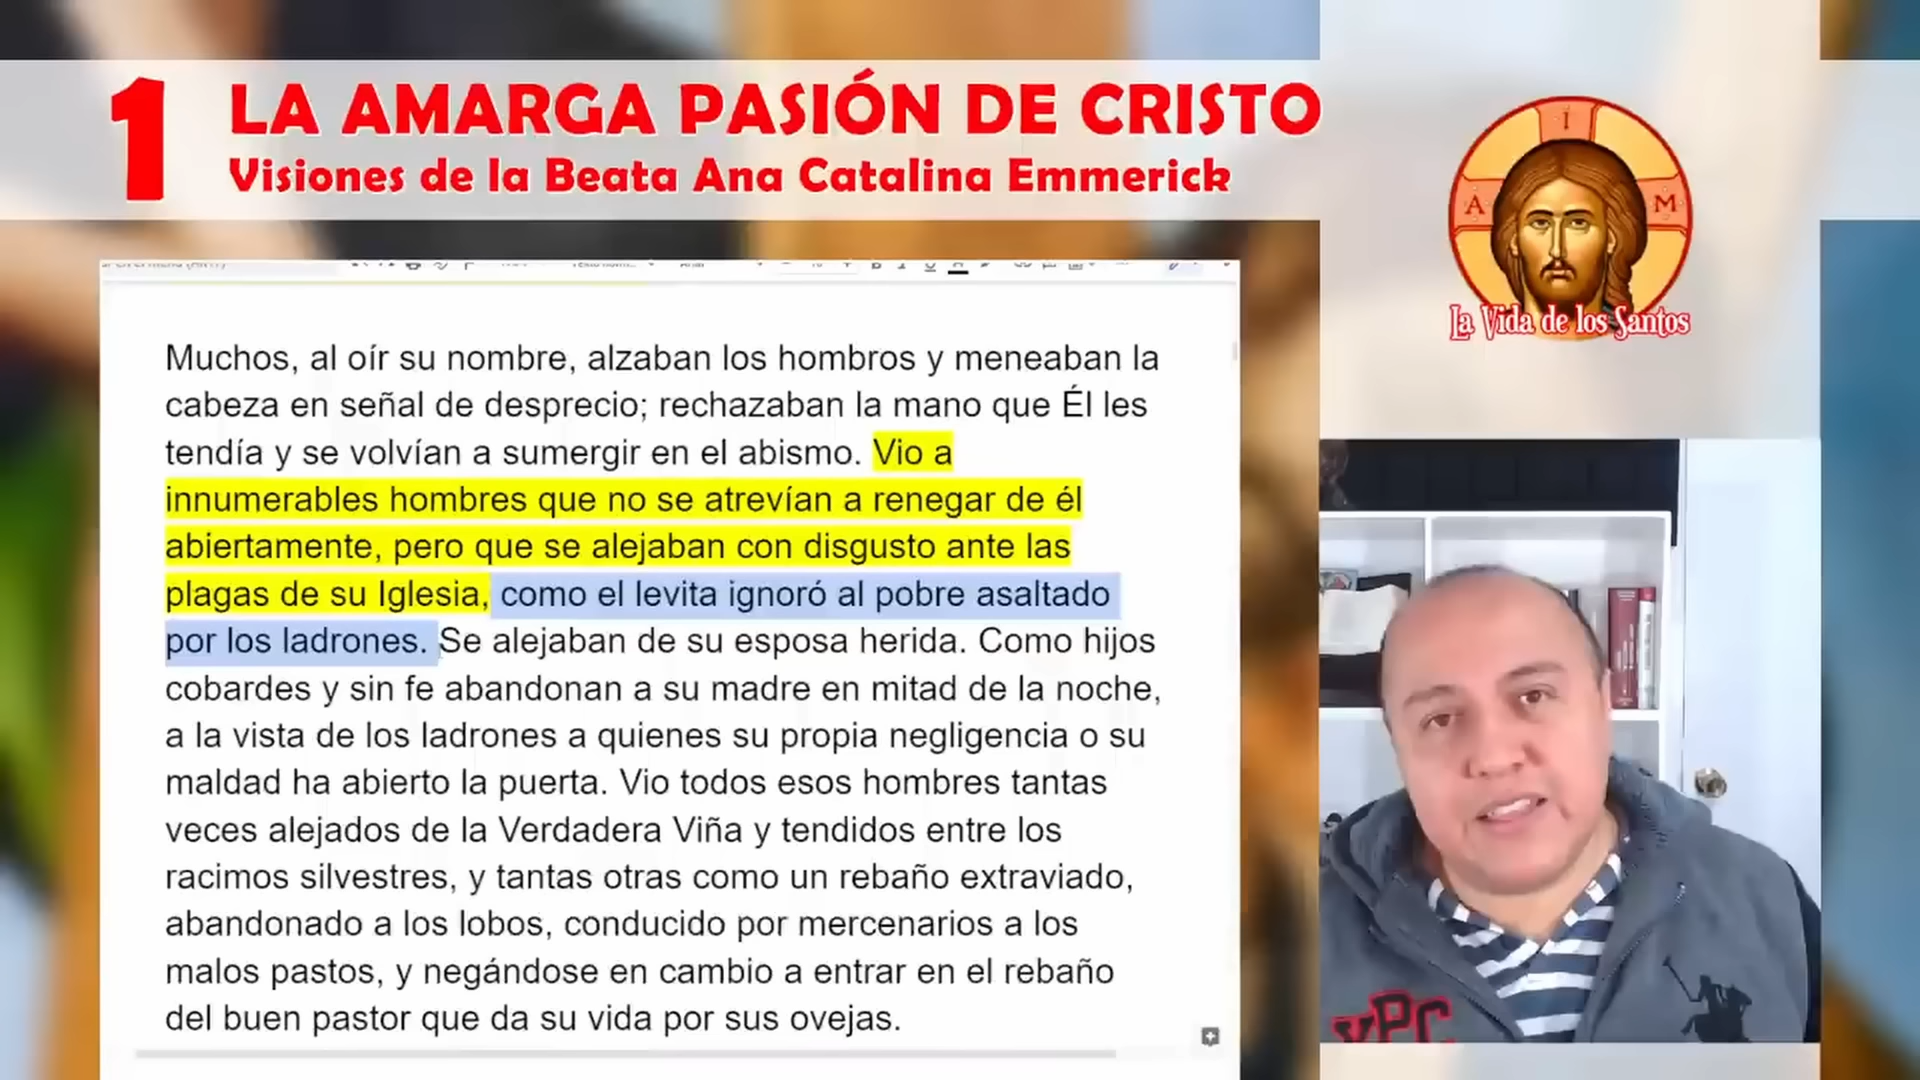 1
LA AMARGA PASIÓN DE CRISTO
Visiones de la Beata Ana Catalina Emmerick
I
A M
La Vida de los Santos
Muchos, al oír su nombre, alzaban los hombros y meneaban la
cabeza en señal de desprecio; rechazaban la mano que Él les
tendía y se volvían a sumergir en el abismo. Vio a
innumerables hombres que no se atrevían a renegar de él
abiertamente, pero que se alejaban con disgusto ante las
plagas de su Iglesia, como el levita ignoró al pobre asaltado
por los ladrones. Se alejaban de su esposa herida. Como hijos
cobardes y sin fe abandonan a su madre en mitad de la noche,
a la vista de los ladrones a quienes su propia negligencia o su
maldad ha abierto la puerta. Vio todos esos hombres tantas
veces alejados de la Verdadera Viña y tendidos entre los
racimos silvestres, y tantas otras como un rebaño extraviado,
abandonado a los lobos, conducido por mercenarios a los
malos pastos, y negándose en cambio a entrar en el rebaño
del buen pastor que da su vida por sus ovejas.